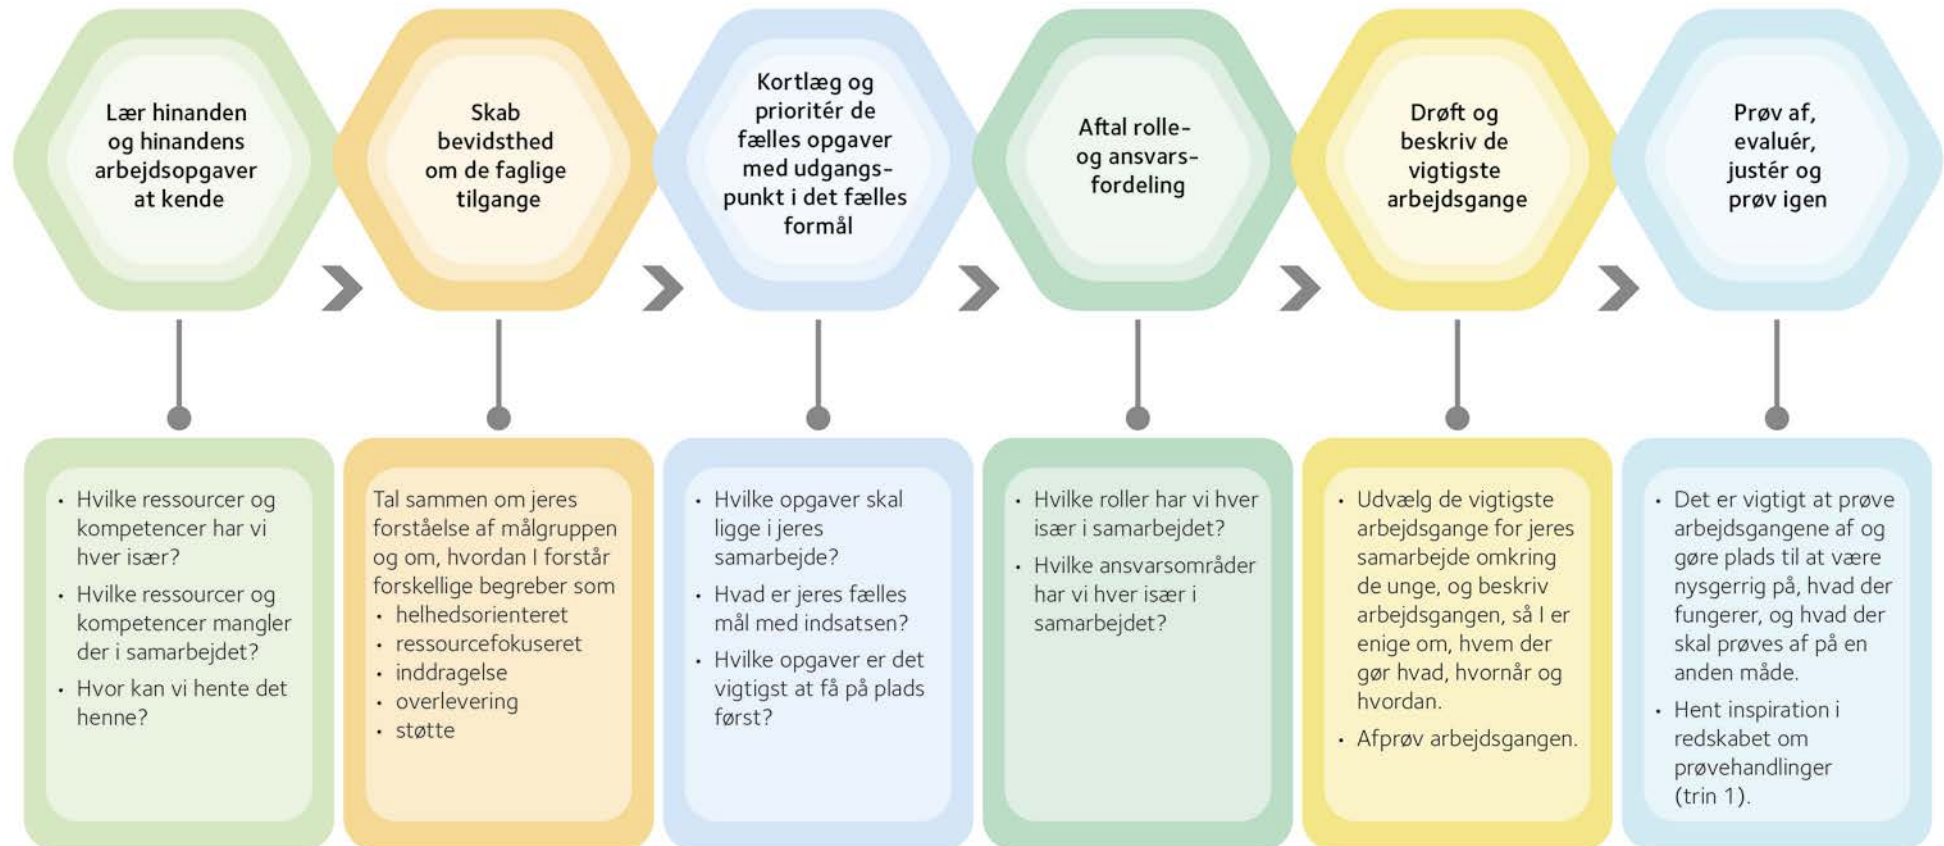 Lær hinanden
og hinandens
arbejdsopgaver
at kende
Skab
bevidsthed
om de faglige
tilgange
Kortlæg og
prioritér de
fælles opgaver
med udgangs-
punkt i det fælles
formål
Aftal rolle-
og ansvars-
fordeling
Drøft og
beskriv de
vigtigste
arbejdsgange
Prøv af,
evaluér,
justér og
prøv igen
• Hvilke ressourcer og
kompetencer har vi
hver især?
• Hvilke ressourcer og
kompetencer mangler
der i samarbejdet?
• Hvor kan vi hente det
henne?
Tal sammen om jeres
forståelse af målgruppen
og om, hvordan I forstår
forskellige begreber som
• helhedsorienteret
• ressourcefokuseret
• inddragelse
• overlevering
• støtte
• Hvilke opgaver skal
ligge i jeres
samarbejde?
• Hvad er jeres fælles
mål med indsatsen?
• Hvilke opgaver er det
vigtigst at få på plads
først?
• Hvilke roller har vi hver
især i samarbejdet?
• Hvilke ansvarsområder
har vi hver især i
samarbejdet?
• Udvælg de vigtigste
arbejdsgange for jeres
samarbejde omkring
de unge, og beskriv
arbejdsgangen, så I er
enige om, hvem der
gør hvad, hvornår og
hvordan.
• Afprøv arbejdsgangen.
• Det er vigtigt at prøve
arbejdsgangene af og
gøre plads til at være
nysgerrig på, hvad der
fungerer, og hvad der
skal prøves af på en
anden måde.
• Hent inspiration i
redskabet om
prøvehandlinger
(trin 1).